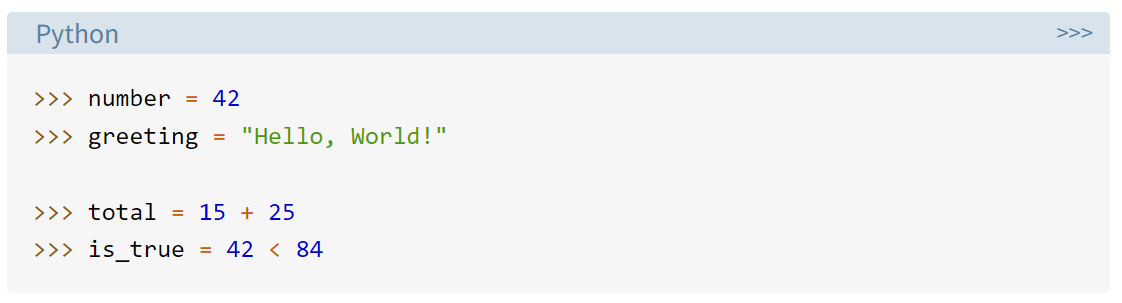 Python >>>
>>> number = 42
>>> greeting = "Hello, World!"
>>> total = 15 + 25
>>> is_true = 42 < 84